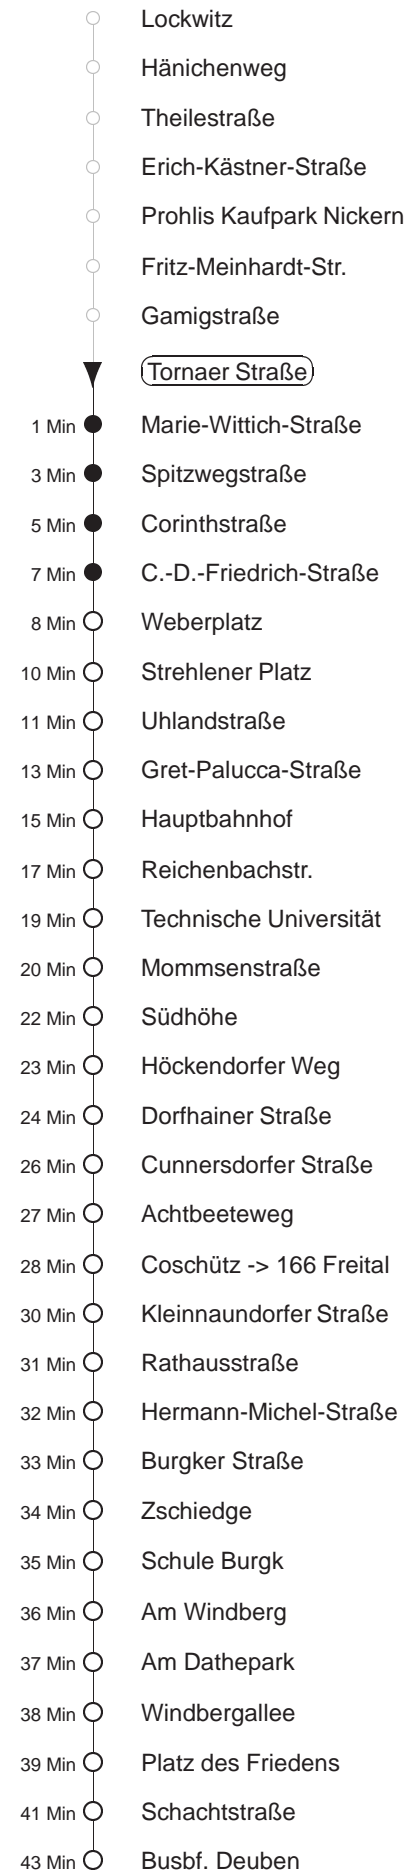 Lockwitz
Hänichenweg
Theilestraße
Erich-Kästner-Straße
Prohlis Kaufpark Nickern
Fritz-Meinhardt-Str.
Gamigstraße
Tornaer Straße
1 Min Marie-Wittich-Straße
3 Min Spitzwegstraße
5 Min Corinthstraße
7 Min C.-D.-Friedrich-Straße
8 Min Weberplatz
10 Min Strehlener Platz
11 Min Uhlandstraße
13 Min Gret-Palucca-Straße
15 Min Hauptbahnhof
17 Min Reichenbachstr.
19 Min Technische Universität
20 Min Mommsenstraße
22 Min Südhöhe
23 Min Höckendorfer Weg
24 Min Dorfhainer Straße
26 Min Cunnersdorfer Straße
27 Min Achtbeeteweg
28 Min Coschütz -> 166 Freital
30 Min Kleinnaundorfer Straße
31 Min Rathausstraße
32 Min Hermann-Michel-Straße
33 Min Burgker Straße
34 Min Zschiedge
35 Min Schule Burgk
36 Min Am Windberg
37 Min Am Dathepark
38 Min Windbergallee
39 Min Platz des Friedens
41 Min Schachtstraße
43 Min Busbf. Deuben